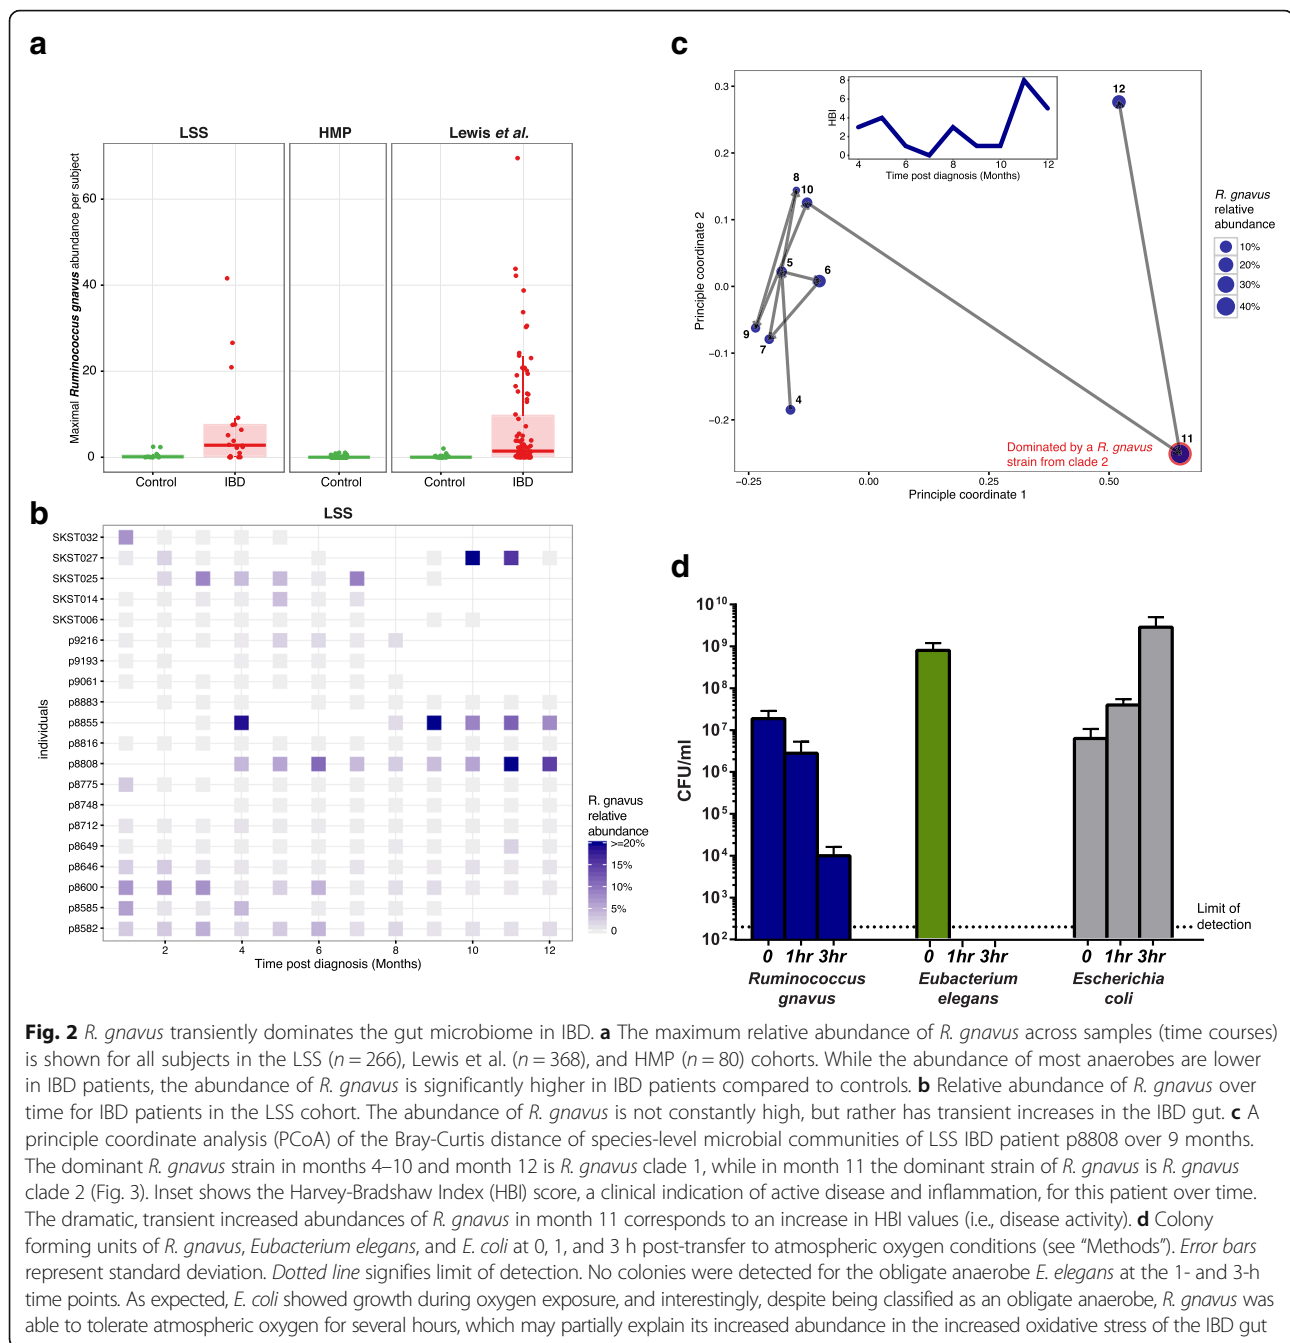 a
LSS
HMP
Lewis et al.
Maximal Ruminococcus gnavus abundance per subject
60
40
20
0
Control
IBD
Control
Control
IBD
b
LSS
individuals
SKST032
SKST027
SKST025
SKST014
SKST006
p9216
p9193
p9061
p8883
p8855
p8816
p8808
p8775
p8748
p8712
p8649
p8646
p8600
p8585
p8582
2
4
6
8
10
12
Time post diagnosis (Months)
R. gnavus
relative
abundance
>=20%
15%
10%
5%
0
c
Principle coordinate 2
0.3
0.2
0.1
0.0
−0.1
−0.2
HBI
8
6
4
2
0
4
6
8
10
12
Time post diagnosis (Months)
12
8
10
5
6
9
7
4
11
Dominated by a R. gnavus
strain from clade 2
-0.25
0.00
0.25
0.50
Principle coordinate 1
R. gnavus
relative
abundance
10%
20%
30%
40%
d
CFU/ml
10^10
10^9
10^8
10^7
10^6
10^5
10^4
10^3
10^2
Limit of
detection
0 1hr 3hr
0 1hr 3hr
0 1hr 3hr
Ruminococcus
gnavus
Eubacterium
elegans
Escherichia
coli
Fig. 2 R. gnavus transiently dominates the gut microbiome in IBD. a The maximum relative abundance of R. gnavus across samples (time courses)
is shown for all subjects in the LSS (n = 266), Lewis et al. (n = 368), and HMP (n = 80) cohorts. While the abundance of most anaerobes are lower
in IBD patients, the abundance of R. gnavus is significantly higher in IBD patients compared to controls. b Relative abundance of R. gnavus over
time for IBD patients in the LSS cohort. The abundance of R. gnavus is not constantly high, but rather has transient increases in the IBD gut. c A
principle coordinate analysis (PCoA) of the Bray-Curtis distance of species-level microbial communities of LSS IBD patient p8808 over 9 months.
The dominant R. gnavus strain in months 4–10 and month 12 is R. gnavus clade 1, while in month 11 the dominant strain of R. gnavus is R. gnavus
clade 2 (Fig. 3). Inset shows the Harvey-Bradshaw Index (HBI) score, a clinical indication of active disease and inflammation, for this patient over time.
The dramatic, transient increased abundances of R. gnavus in month 11 corresponds to an increase in HBI values (i.e., disease activity). d Colony
forming units of R. gnavus, Eubacterium elegans, and E. coli at 0, 1, and 3 h post-transfer to atmospheric oxygen conditions (see “Methods”). Error bars
represent standard deviation. Dotted line signifies limit of detection. No colonies were detected for the obligate anaerobe E. elegans at the 1- and 3-h
time points. As expected, E. coli showed growth during oxygen exposure, and interestingly, despite being classified as an obligate anaerobe, R. gnavus was
able to tolerate atmospheric oxygen for several hours, which may partially explain its increased abundance in the increased oxidative stress of the IBD gut